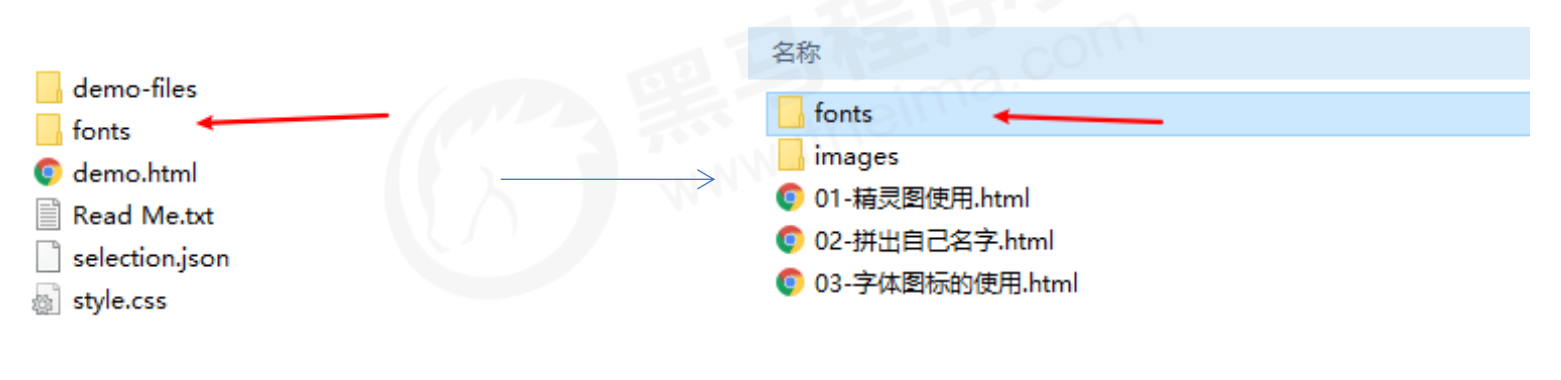 demo-files
fonts
demo.html
Read Me.txt
selection.json
style.css
名称
fonts
images
01-精灵图使用.html
02-拼出自己名字.html
03-字体图标的使用.html
黑马程序
www.itheima.com